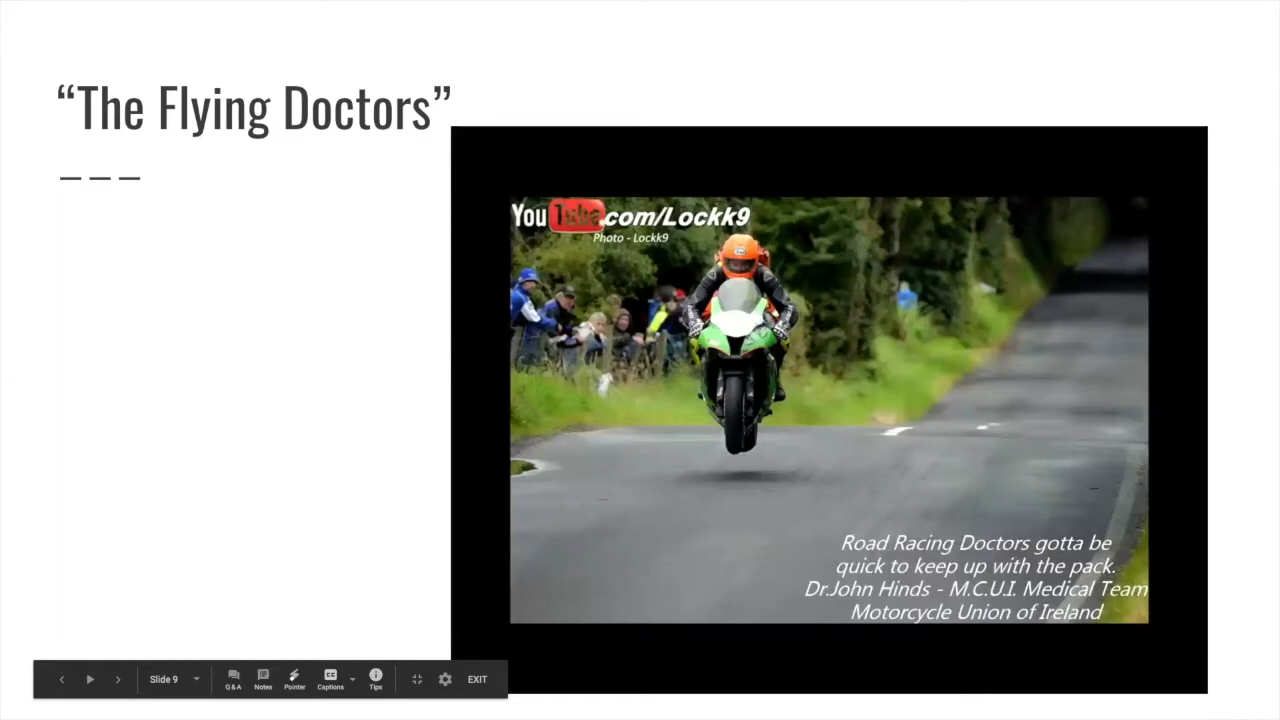 “The Flying Doctors”
YouTube.com/Lockk9
Photo - Lockk9
Road Racing Doctors gotta be
quick to keep up with the pack.
Dr.John Hinds - M.C.U.I. Medical Team
Motorcycle Union of Ireland
Slide 9
Q&A
Notes
Pointer
CC
Captions
Tips
EXIT